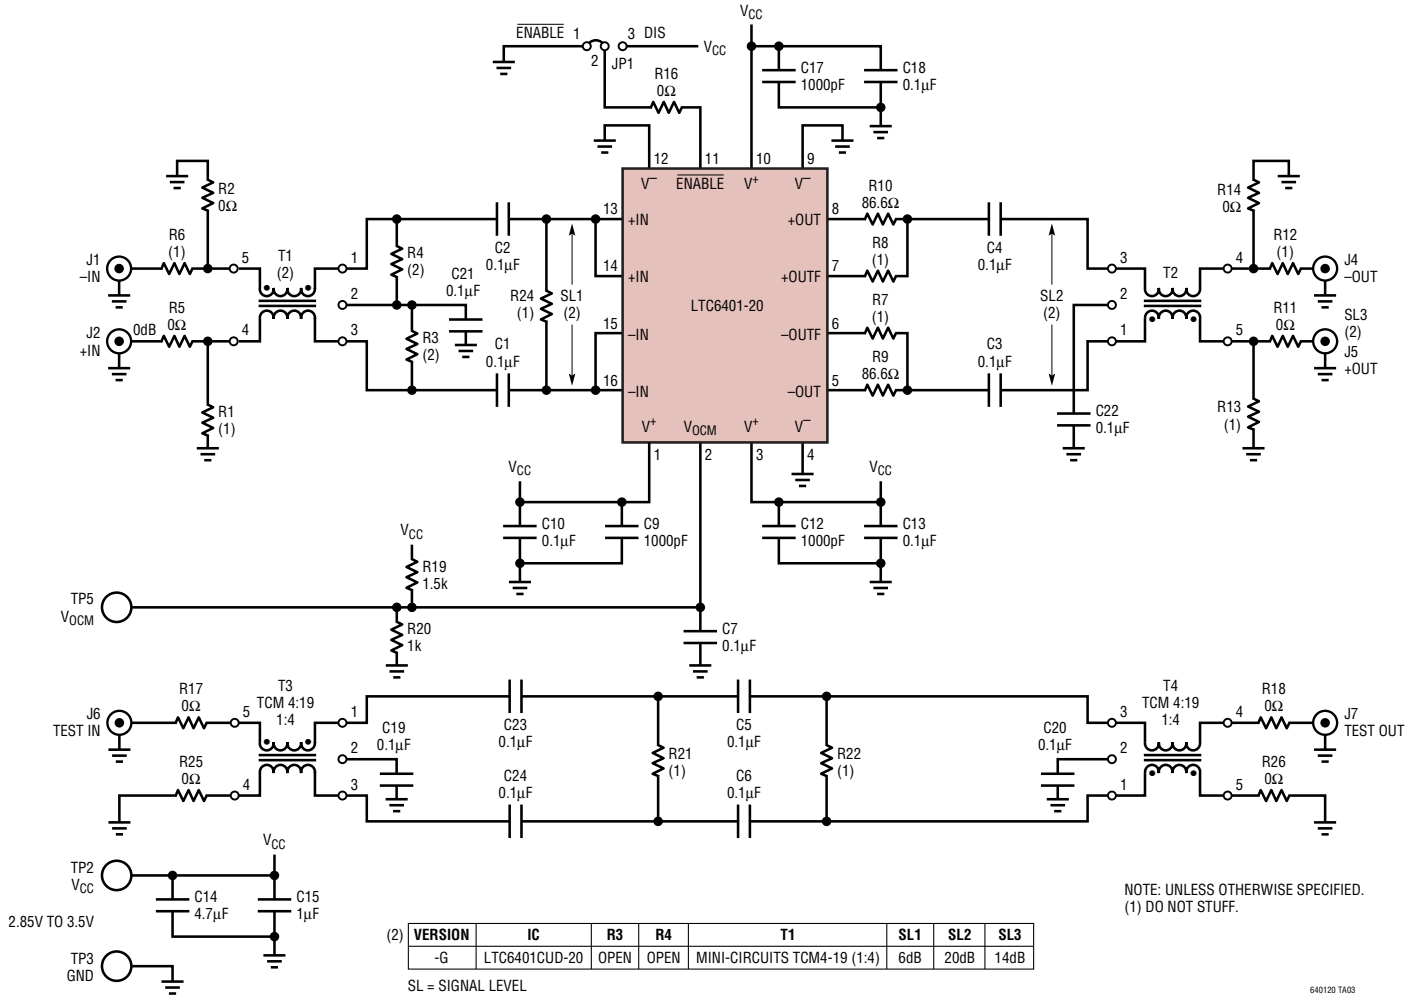 VCC
ENABLE 1
3 DIS
VCC
2
JP1
R16
0Ω
C17
1000pF
C18
0.1µF
12
11
10
9
V–
ENABLE
V+
V–
R2
0Ω
R6
(1)
J1
–IN
5
T1
(2)
1
2
R4
(2)
C21
0.1µF
C2
0.1µF
R24
(1)
SL1
(2)
13
+IN
14
+IN
15
–IN
16
–IN
LTC6401-20
+OUT
8
+OUTF
7
–OUTF
6
–OUT
5
R10
86.6Ω
R8
(1)
R7
(1)
R9
86.6Ω
C4
0.1µF
C3
0.1µF
SL2
(2)
3
T2
4
2
1
5
R14
0Ω
R12
(1)
J4
–OUT
R11
0Ω
SL3
(2)
J5
+OUT
R13
(1)
C22
0.1µF
J2
+IN
0dB
R5
0Ω
4
3
R3
(2)
C1
0.1µF
R1
(1)
V+
VOCM
V+
V–
1
2
3
4
VCC
C10
0.1µF
C9
1000pF
C12
1000pF
VCC
C13
0.1µF
VCC
R19
1.5k
TP5
VOCM
R20
1k
C7
0.1µF
J6
TEST IN
R17
0Ω
5
T3
TCM 4:19
1:4
1
2
C19
0.1µF
R25
0Ω
4
3
C23
0.1µF
C24
0.1µF
R21
(1)
C5
0.1µF
C6
0.1µF
R22
(1)
C20
0.1µF
3
2
1
T4
TCM 4:19
1:4
4
5
R18
0Ω
J7
TEST OUT
R26
0Ω
VCC
TP2
VCC
C14
4.7µF
C15
1µF
2.85V TO 3.5V
TP3
GND
NOTE: UNLESS OTHERWISE SPECIFIED.
(1) DO NOT STUFF.
(2) VERSION IC R3 R4 T1 SL1 SL2 SL3
-G LTC6401CUD-20 OPEN OPEN MINI-CIRCUITS TCM4-19 (1:4) 6dB 20dB 14dB
SL = SIGNAL LEVEL
640120 TA03